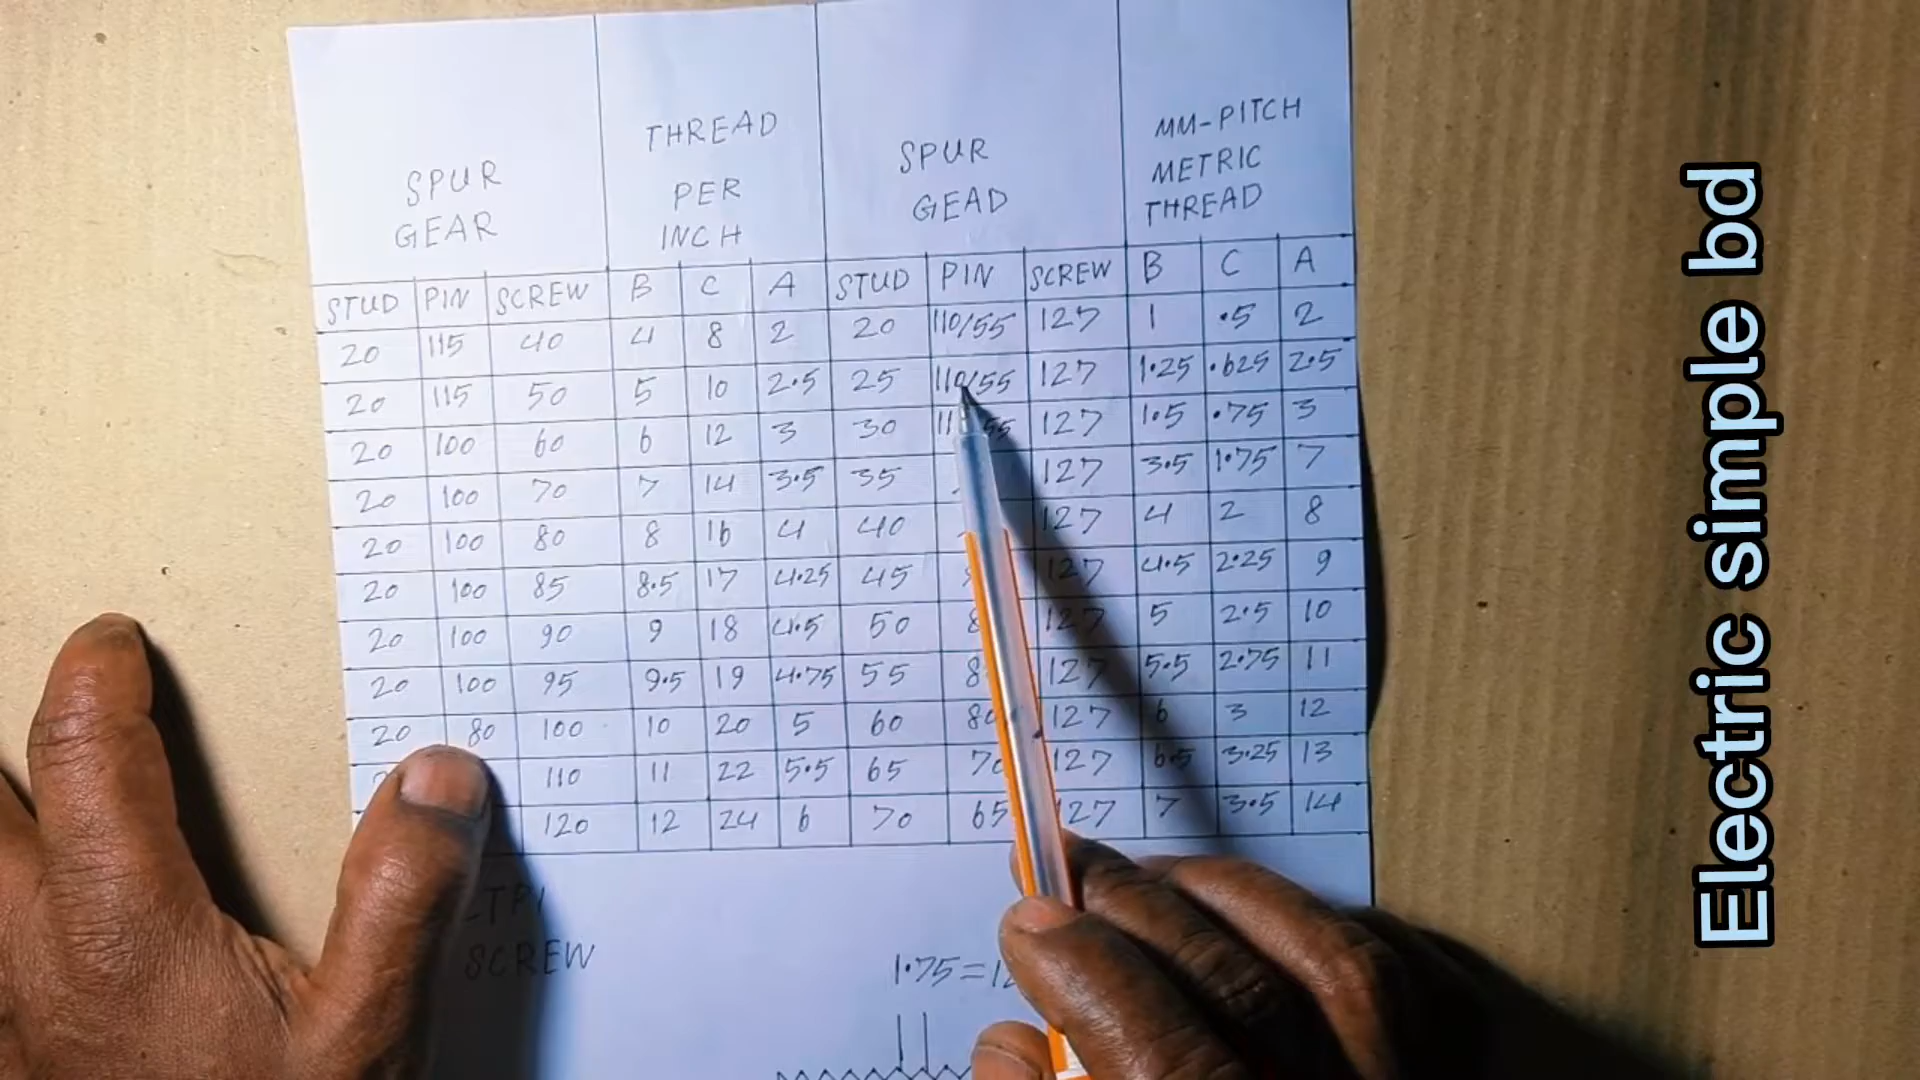 SPUR GEAR THREAD PER INCH SPUR GEAD MM-PITCH METRIC THREAD
STUD PIN SCREW B C A STUD PIN SCREW B C A
20 115 40 4 8 2 20 110/55 127 1 .5 2
20 115 50 5 10 2.5 25 110/55 127 1.25 .625 2.5
20 100 60 6 12 3 30 127 1.5 .75 3
20 100 70 7 14 3.5 35 127 3.5 1.75 7
20 100 80 8 16 4 40 127 4 2 8
20 100 85 8.5 17 4.25 45 127 4.5 2.25 9
20 100 90 9 18 4.5 50 127 5 2.5 10
20 100 95 9.5 19 4.75 55 127 5.5 2.75 11
20 80 100 10 20 5 60 80 127 6 3 12
110 11 22 5.5 65 70 127 6.5 3.25 13
120 12 24 6 70 65 127 7 3.5 14
-TPI
SCREW
1.75=
Electric simple bd